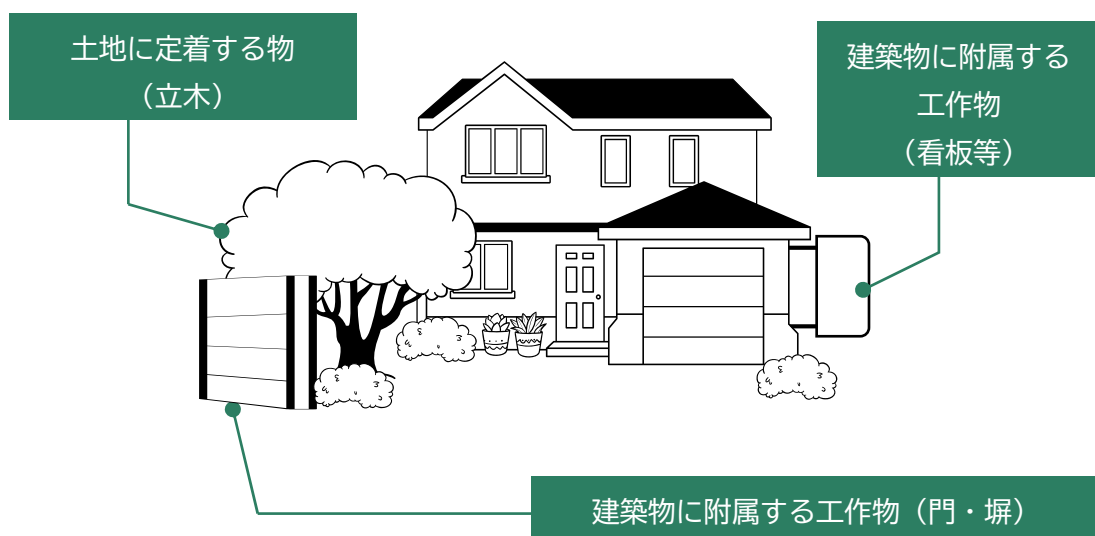 土地に定着する物
（立木）
建築物に附属する
工作物
（看板等）
建築物に附属する工作物（門・塀）